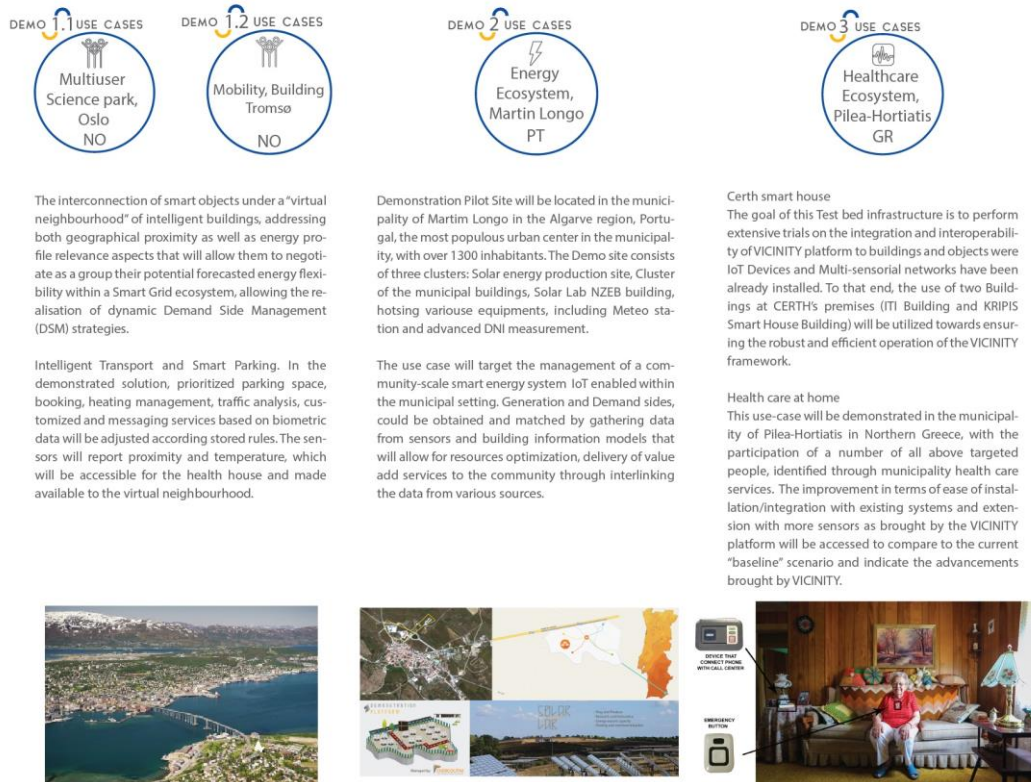 DEMO 1.1 USE CASES
Multiuser
Science park,
Oslo
NO
DEMO 1.2 USE CASES
Mobility, Building
Tromsø
NO
DEMO 2 USE CASES
Energy
Ecosystem,
Martin Longo
PT
DEMO 3 USE CASES
Healthcare
Ecosystem,
Pilea-Hortiatis
GR
The interconnection of smart objects under a "virtual
neighbourhood" of intelligent buildings, addressing
both geographical proximity as well as energy pro-
file relevance aspects that will allow them to negoti-
ate as a group their potential forecasted energy flexi-
bility within a Smart Grid ecosystem, allowing the re-
alisation of dynamic Demand Side Management
(DSM) strategies.
Intelligent Transport and Smart Parking. In the
demonstrated solution, prioritized parking space,
booking, heating management, traffic analysis, cus-
tomized and messaging services based on biometric
data will be adjusted according stored rules. The sen-
sors will report proximity and temperature, which
will be accessible for the health house and made
available to the virtual neighbourhood.
Demonstration Pilot Site will be located in the munici-
pality of Martim Longo in the Algarve region, Portu-
gal, the most populous urban center in the municipal-
ity, with over 1300 inhabitants. The Demo site consists
of three clusters: Solar energy production site, Cluster
of the municipal buildings, Solar Lab NZEB building,
hotsing variouse equipments, including Meteo sta-
tion and advanced DNI measurement.
The use case will target the management of a com-
munity-scale smart energy system IoT enabled within
the municipal setting. Generation and Demand sides,
could be obtained and matched by gathering data
from sensors and building information models that
will allow for resources optimization, delivery of value
add services to the community through interlinking
the data from various sources.
Certh smart house
The goal of this Test bed infrastructure is to perform
extensive trials on the integration and interoperabili-
ty of VICINITY platform to buildings and objects were
IoT Devices and Multi-sensorial networks have been
already installed. To that end, the use of two Build-
ings at CERTH's premises (ITI Building and KRIPIS
Smart House Building) will be utilized towards ensur-
ing the robust and efficient operation of the VICINITY
framework.
Health care at home
This use-case will be demonstrated in the municipal-
ity of Pilea-Hortiatis in Northern Greece, with the
participation of a number of all above targeted
people, identified through municipality health care
services. The improvement in terms of ease of instal-
lation/integration with existing systems and exten-
sion with more sensors as brought by the VICINITY
platform will be accessed to compare to the current
"baseline" scenario and indicate the advancements
brought by VICINITY.
DEMONSTRATION
PLATFORM
Managed by
SOLAR
LAB
DEVICE THAT
CONNECT PHONE
WITH CALL CENTER
EMERGENCY
BUTTON